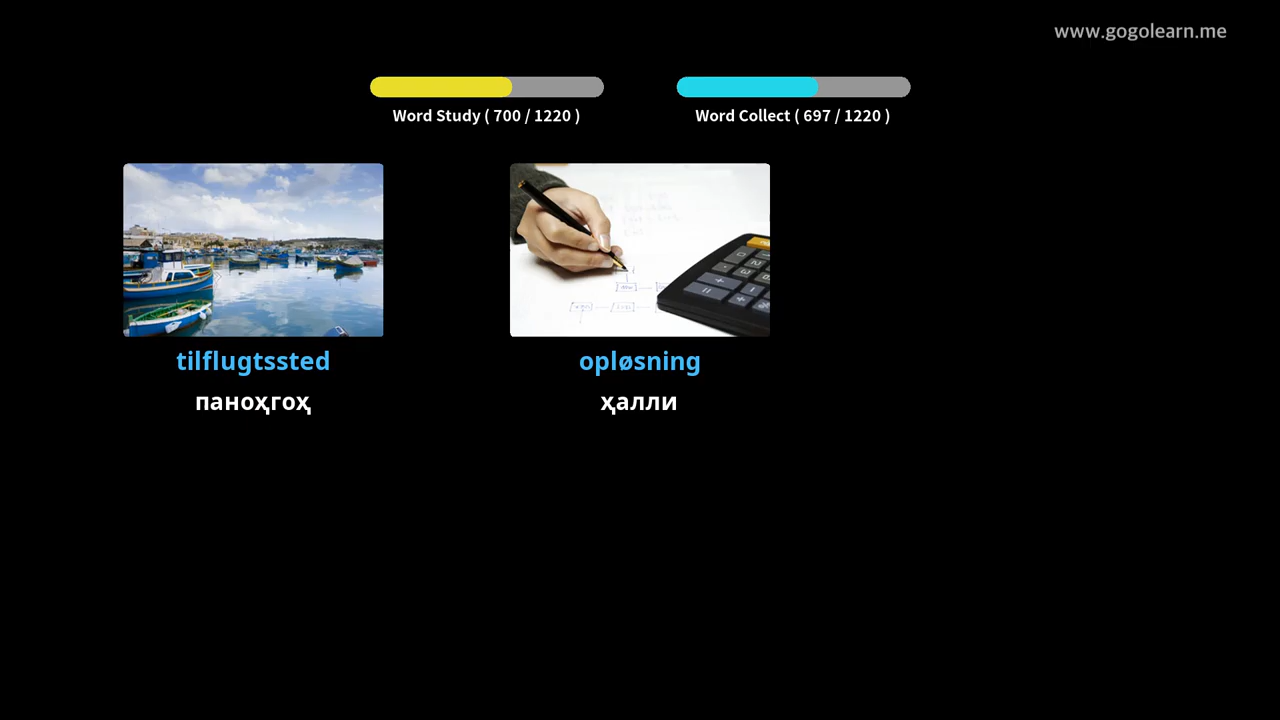 www.gogolearn.me
Word Study ( 700 / 1220 )
Word Collect ( 697 / 1220 )
tilflugtssted
opløsning
паноҳгоҳ
ҳалли